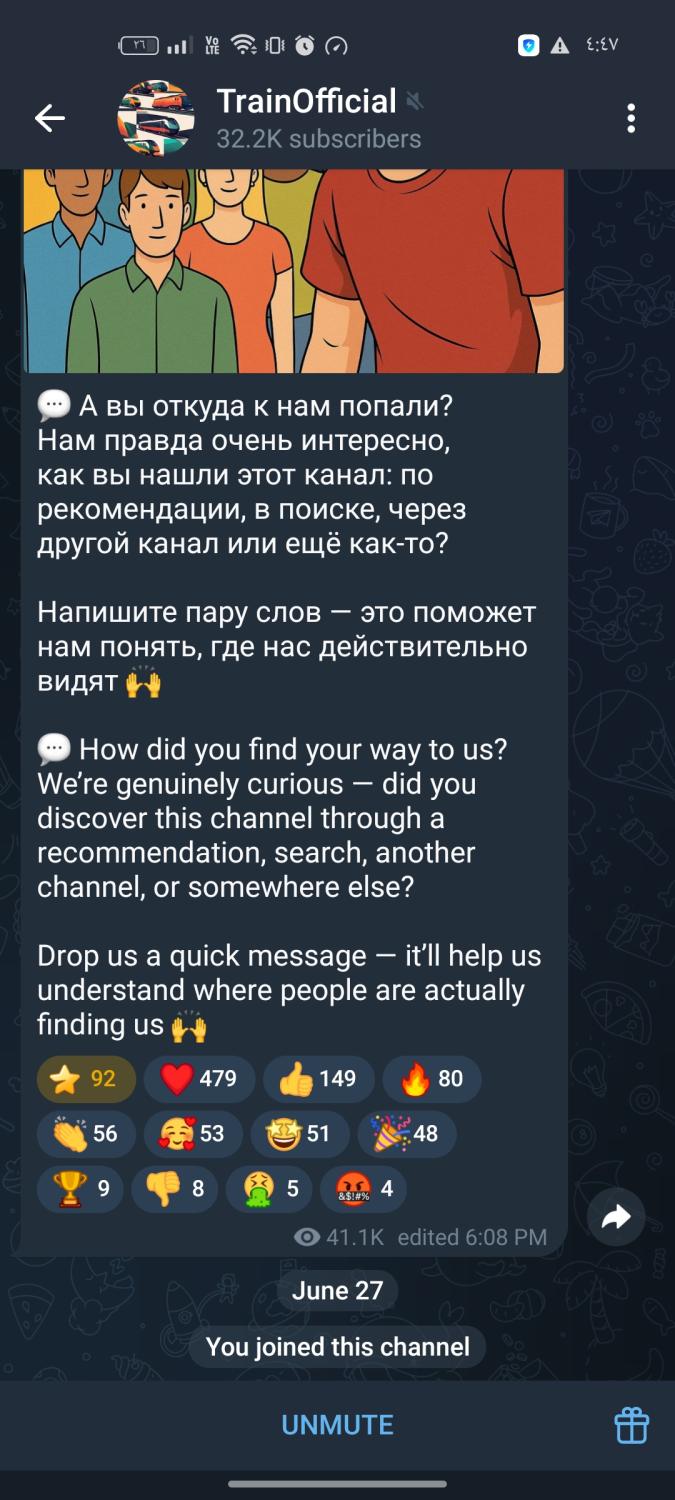 ٢٦
Vo
LTE
٤:٤٧
TrainOfficial
32.2K subscribers
💬 А вы откуда к нам попали?
Нам правда очень интересно,
как вы нашли этот канал: по
рекомендации, в поиске, через
другой канал или ещё как-то?
Напишите пару слов — это поможет
нам понять, где нас действительно
видят 🙌
💬 How did you find your way to us?
We’re genuinely curious — did you
discover this channel through a
recommendation, search, another
channel, or somewhere else?
Drop us a quick message — it’ll help us
understand where people are actually
finding us 🙌
⭐ 92 ❤️ 479 👍 149 🔥 80
👏 56 🥰 53 🤩 51 🎉 48
🏆 9 👎 8 🤮 5 🤬 4
41.1K edited 6:08 PM
June 27
You joined this channel
UNMUTE